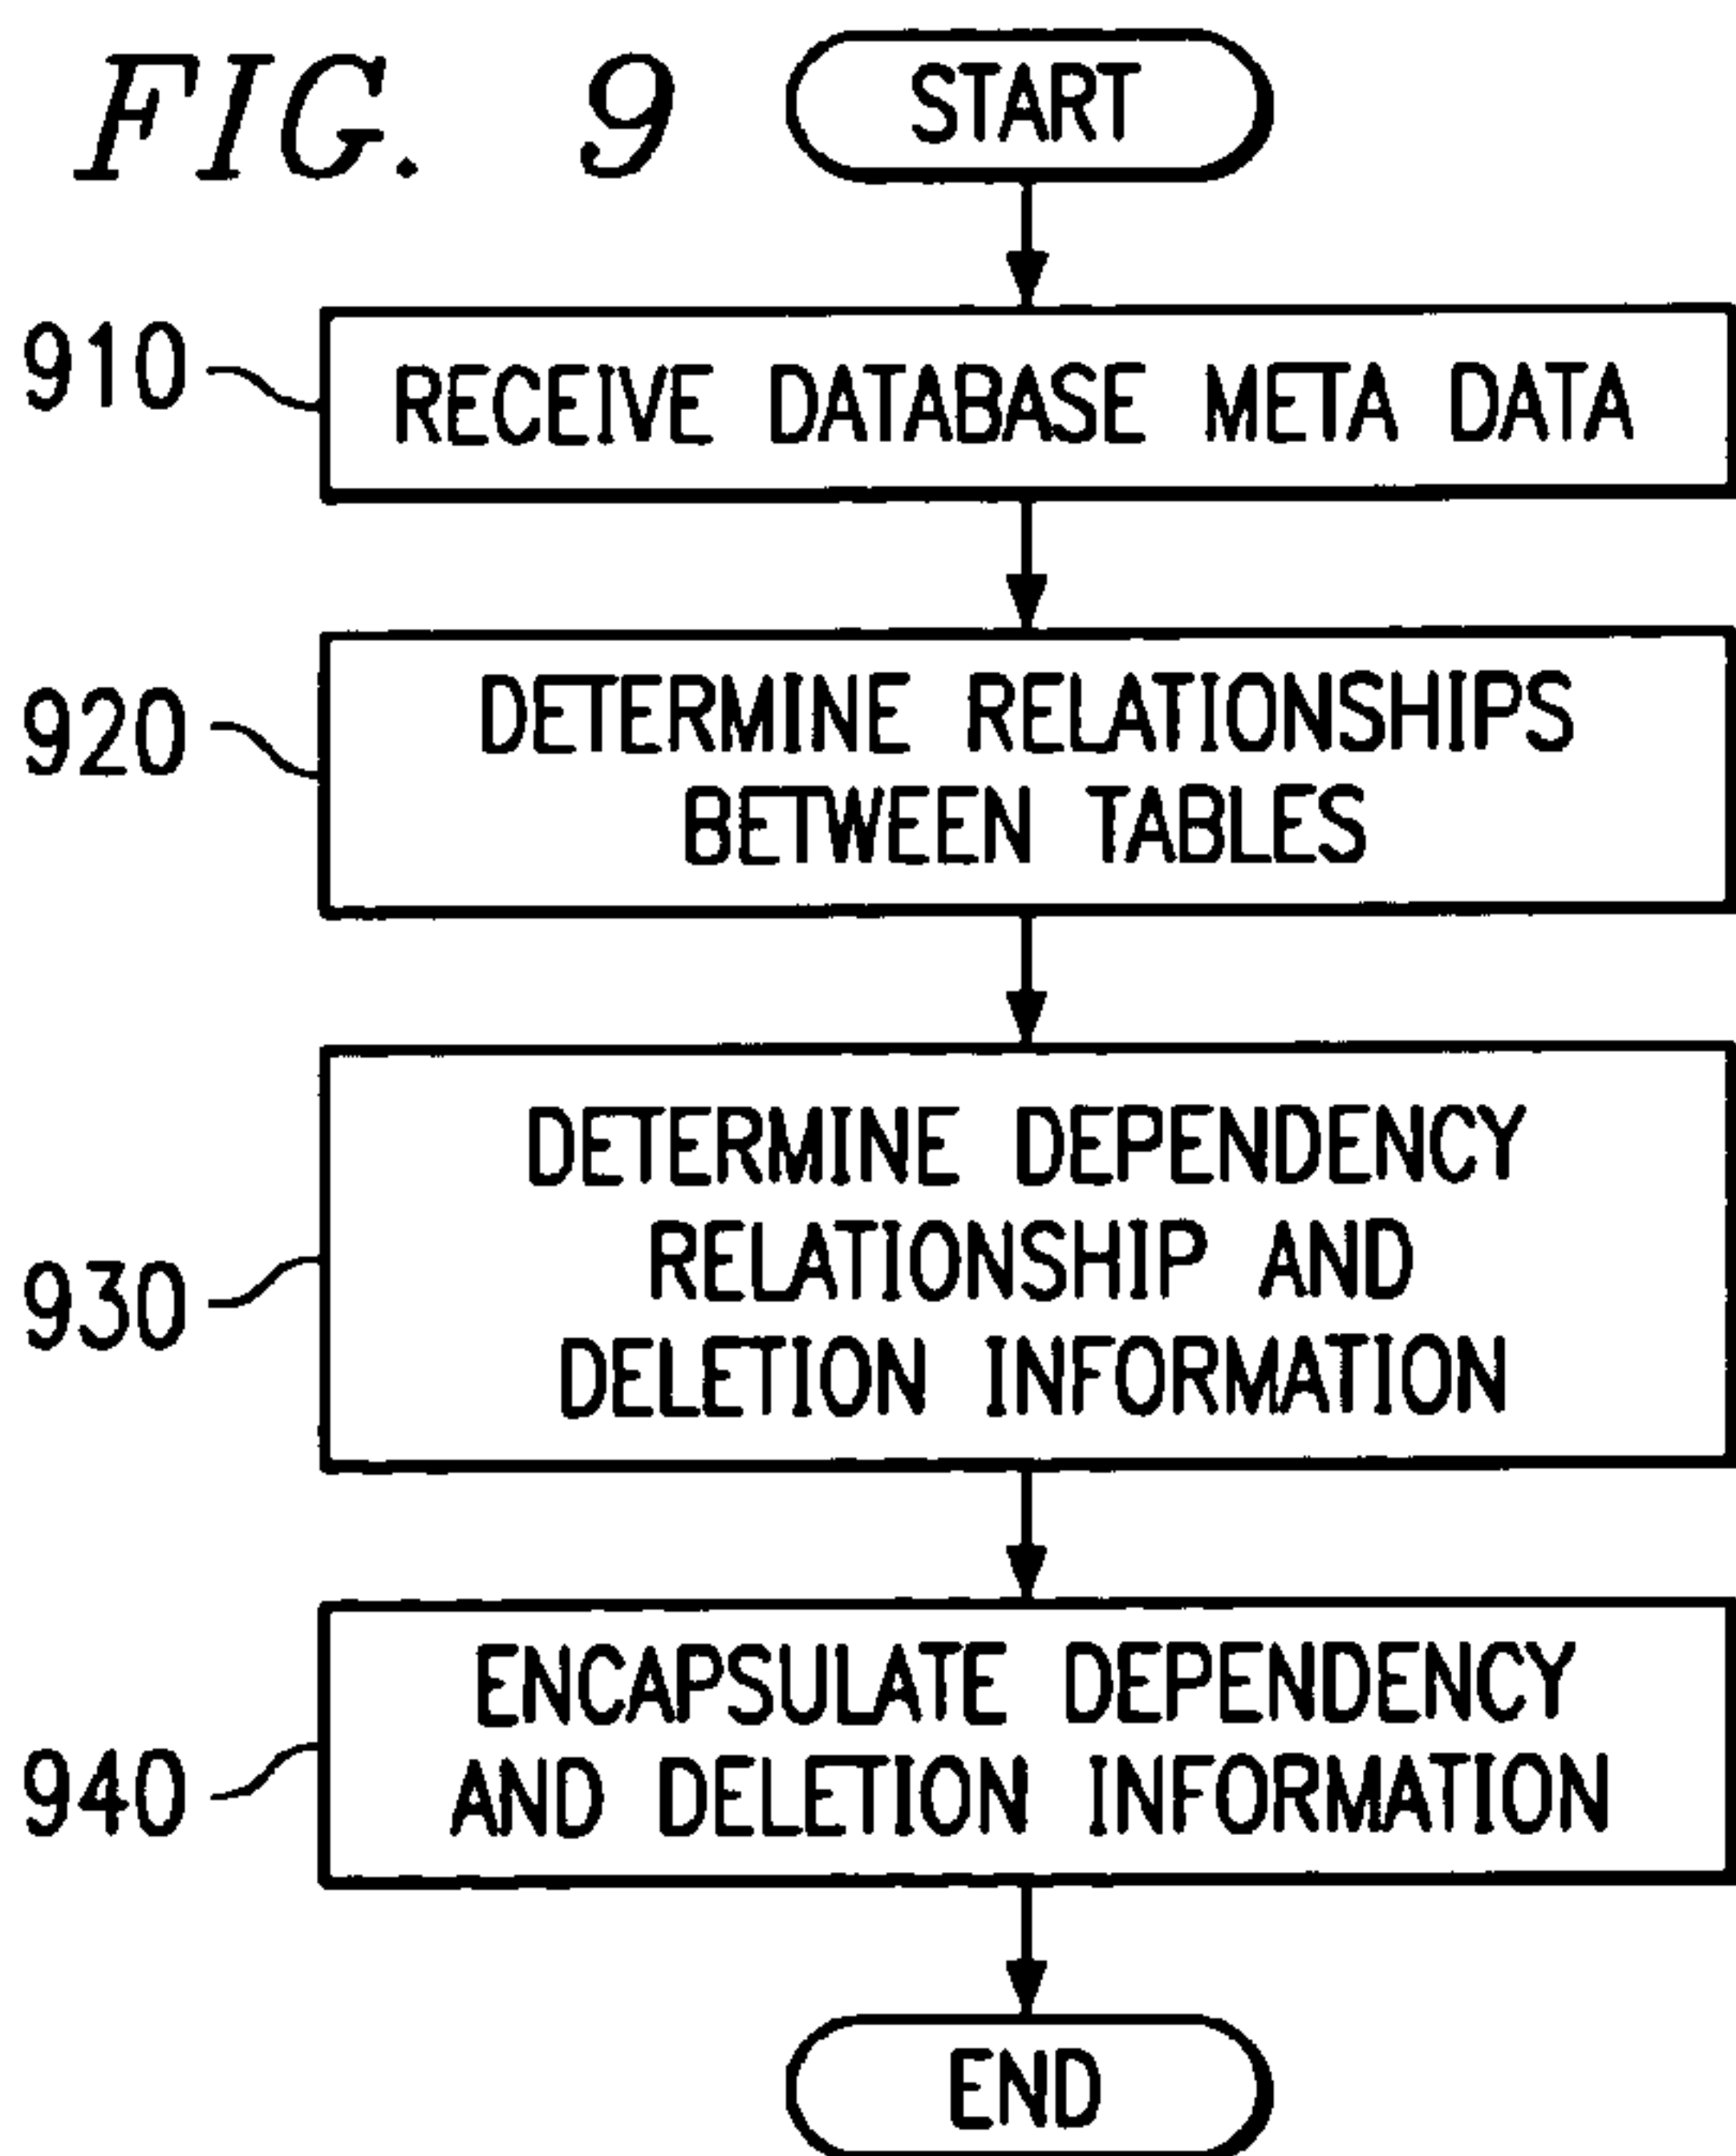 FIG. 9
START
910
RECEIVE DATABASE META DATA
920
DETERMINE RELATIONSHIPS
BETWEEN TABLES
930
DETERMINE DEPENDENCY
RELATIONSHIP AND
DELETION INFORMATION
940
ENCAPSULATE DEPENDENCY
AND DELETION INFORMATION
END